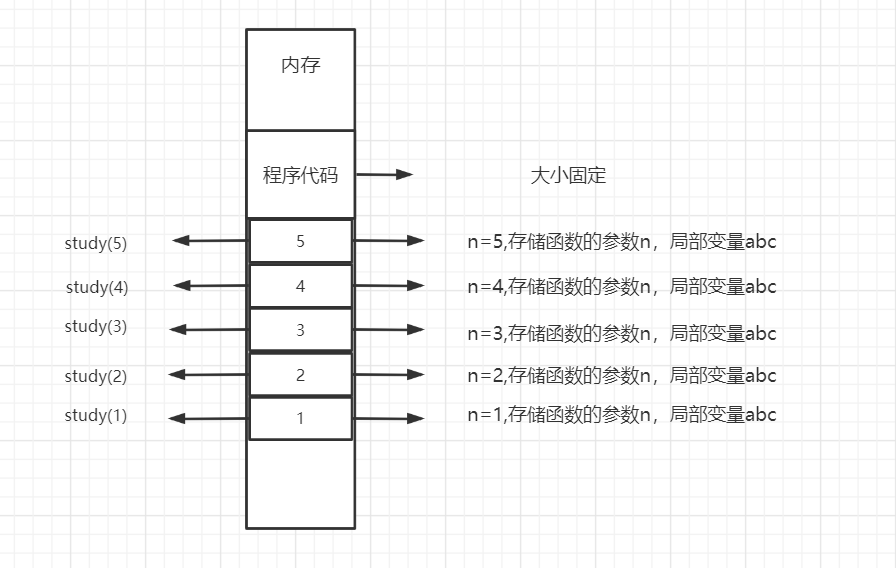 内存
程序代码
大小固定
study(5)
5
n=5,存储函数的参数n，局部变量abc
study(4)
4
n=4,存储函数的参数n，局部变量abc
study(3)
3
n=3,存储函数的参数n，局部变量abc
study(2)
2
n=2,存储函数的参数n，局部变量abc
study(1)
1
n=1,存储函数的参数n，局部变量abc